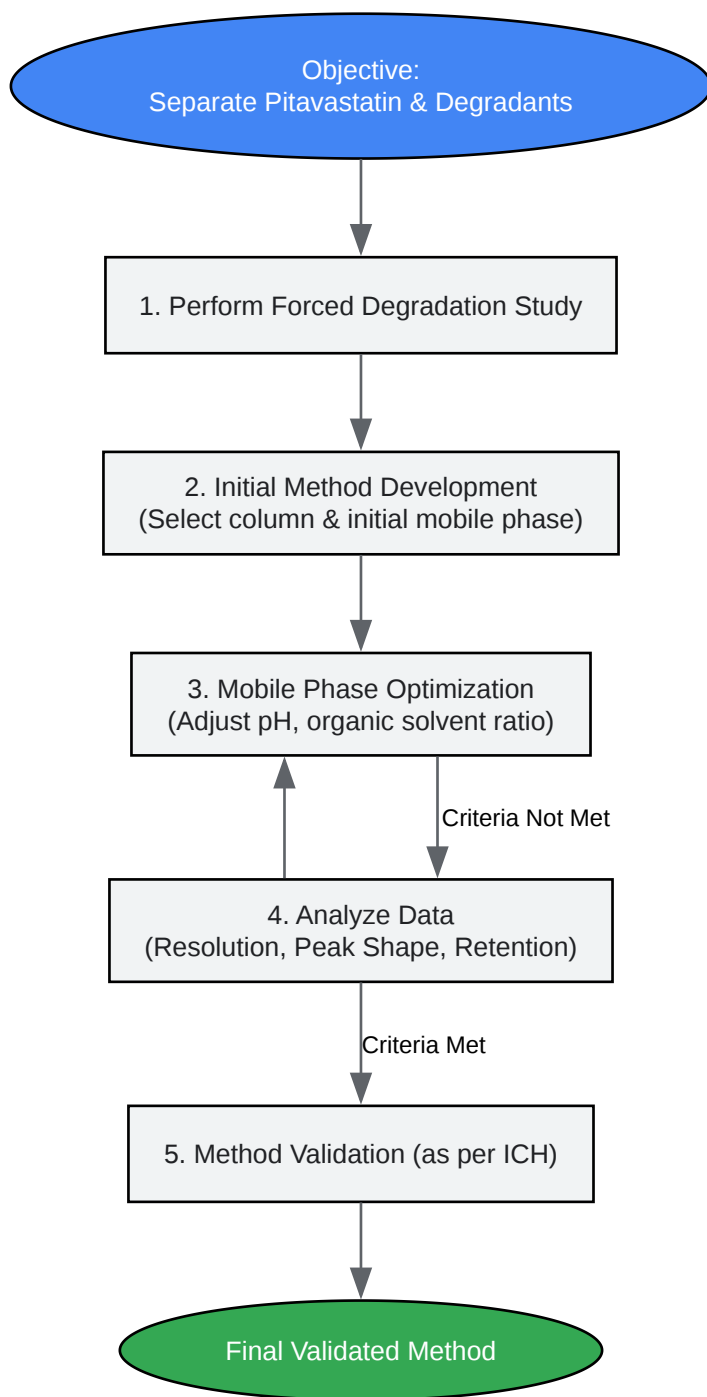 Objective:
Separate Pitavastatin & Degradants
1. Perform Forced Degradation Study
2. Initial Method Development
(Select column & initial mobile phase)
3. Mobile Phase Optimization
(Adjust pH, organic solvent ratio)
Criteria Not Met
4. Analyze Data
(Resolution, Peak Shape, Retention)
Criteria Met
5. Method Validation (as per ICH)
Final Validated Method